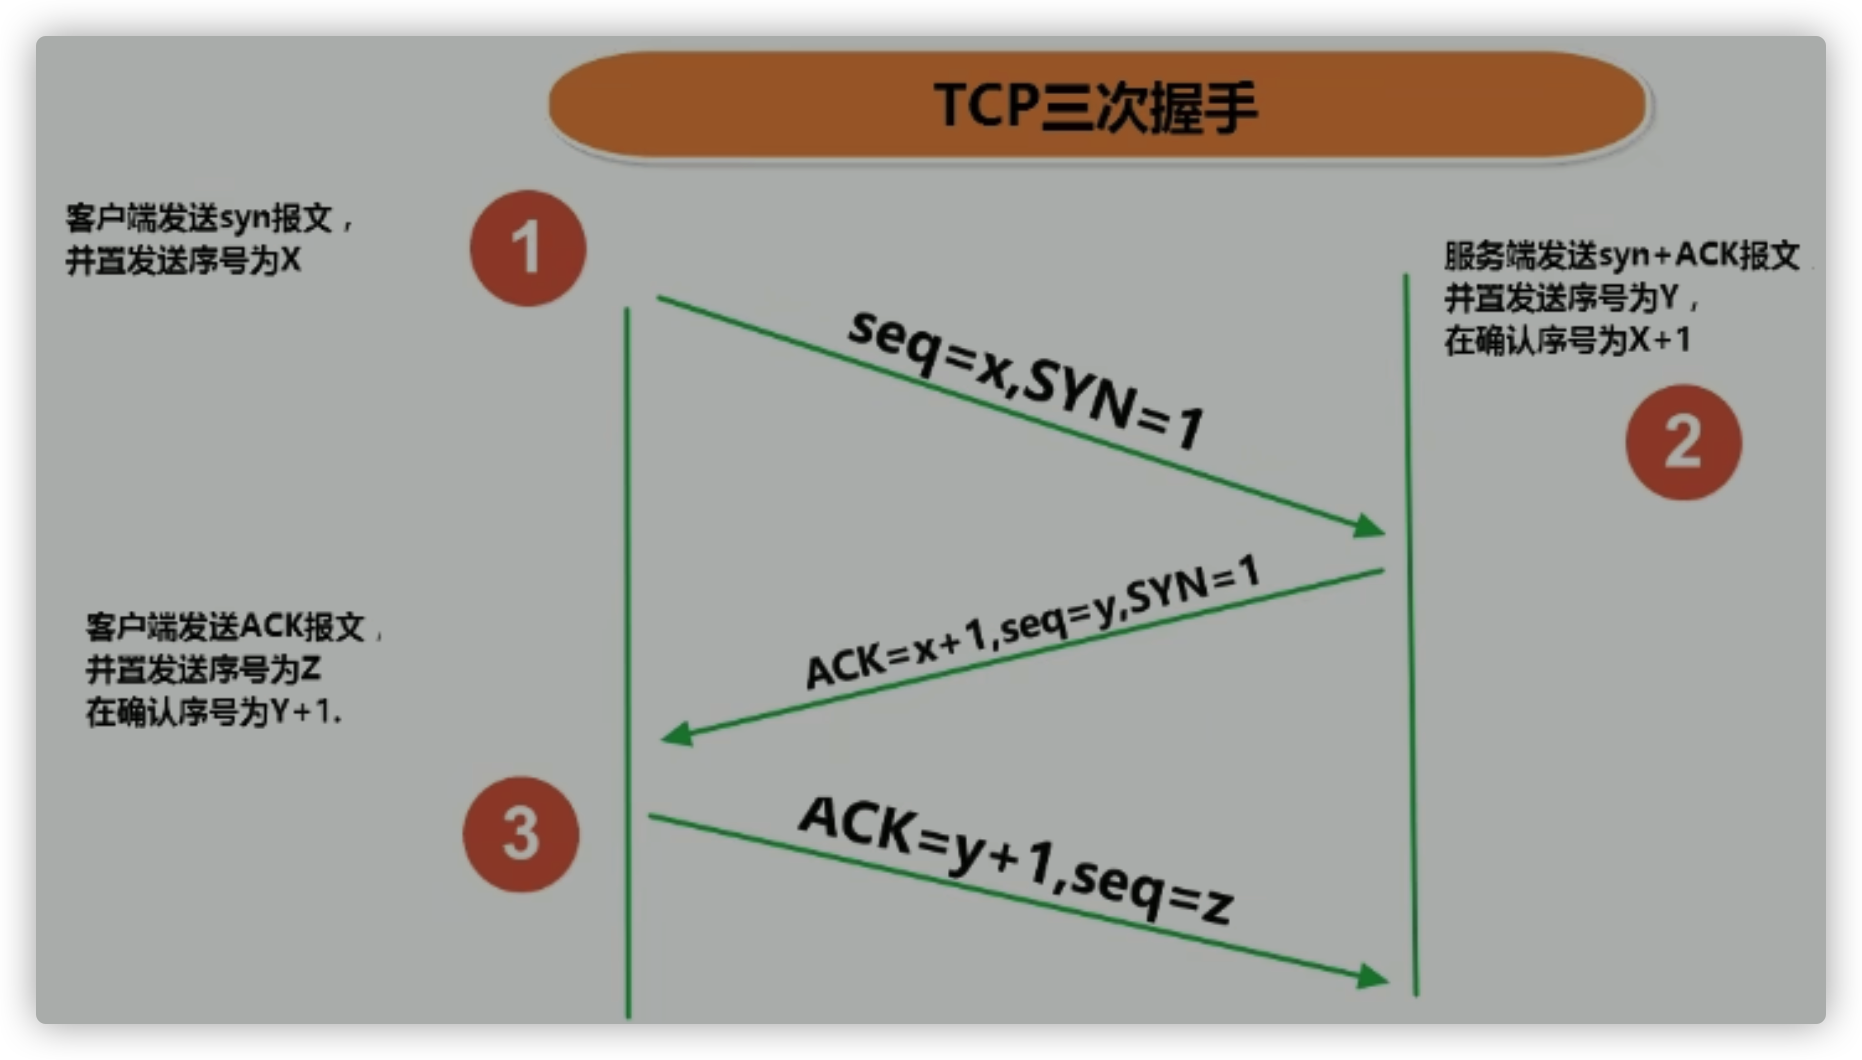 TCP三次握手
客户端发送syn报文，
并置发送序号为X
1
服务端发送syn+ACK报文
并置发送序号为Y，
在确认序号为X+1
2
seq=x,SYN=1
ACK=x+1,seq=y,SYN=1
客户端发送ACK报文，
并置发送序号为Z
在确认序号为Y+1.
3
ACK=y+1,seq=z